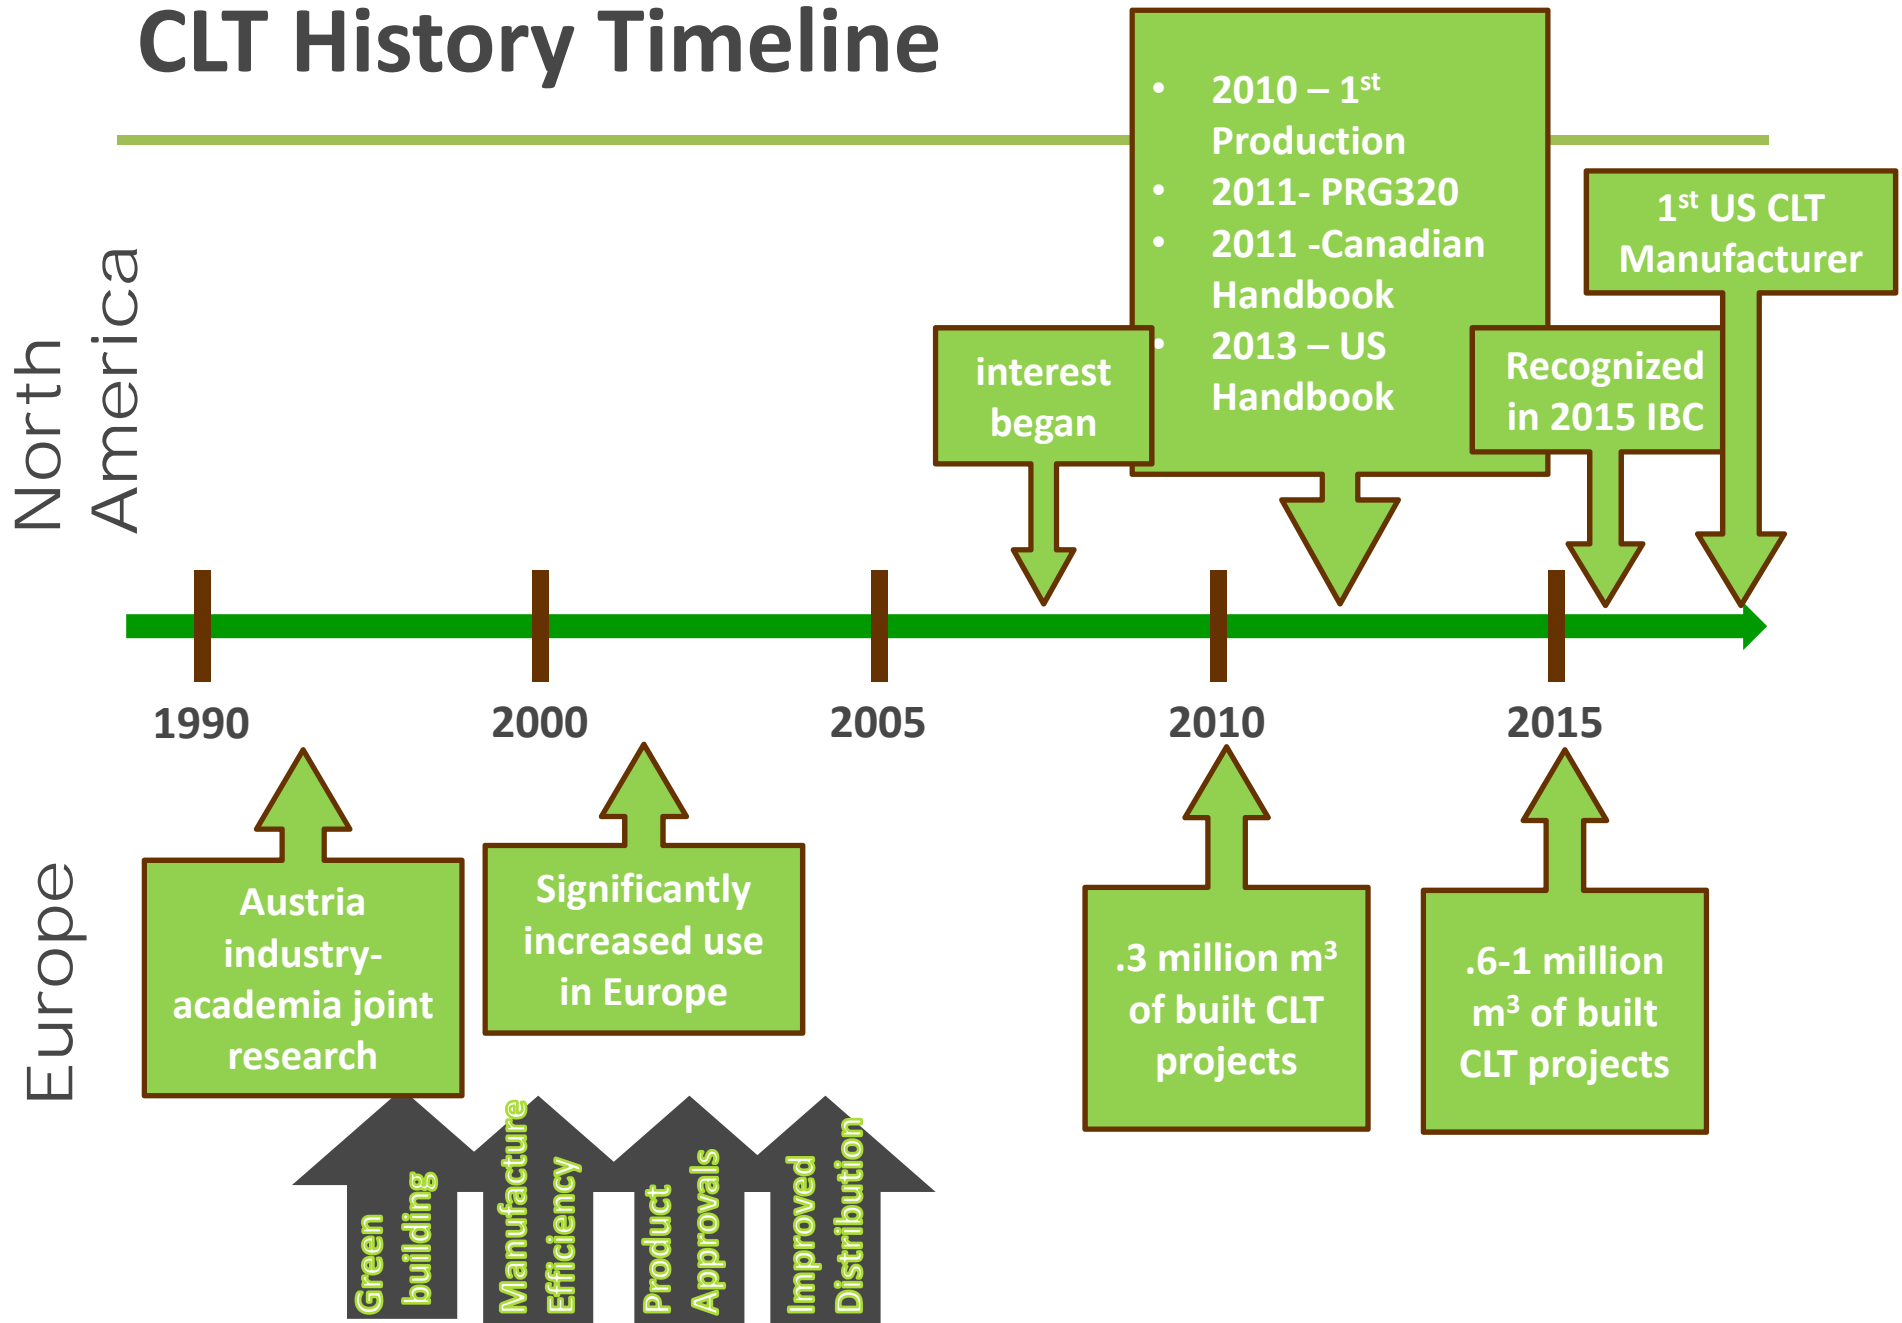 CLT History Timeline
North
America
interest
began
• 2010 – 1st
Production
• 2011- PRG320
• 2011 -Canadian
Handbook
• 2013 – US
Handbook
Recognized
in 2015 IBC
1st US CLT
Manufacturer
1990
2000
2005
2010
2015
Europe
Austria
industry-
academia joint
research
Significantly
increased use
in Europe
.3 million m³
of built CLT
projects
.6-1 million
m³ of built
CLT projects
Green
building
Manufacture
Efficiency
Product
Approvals
Improved
Distribution